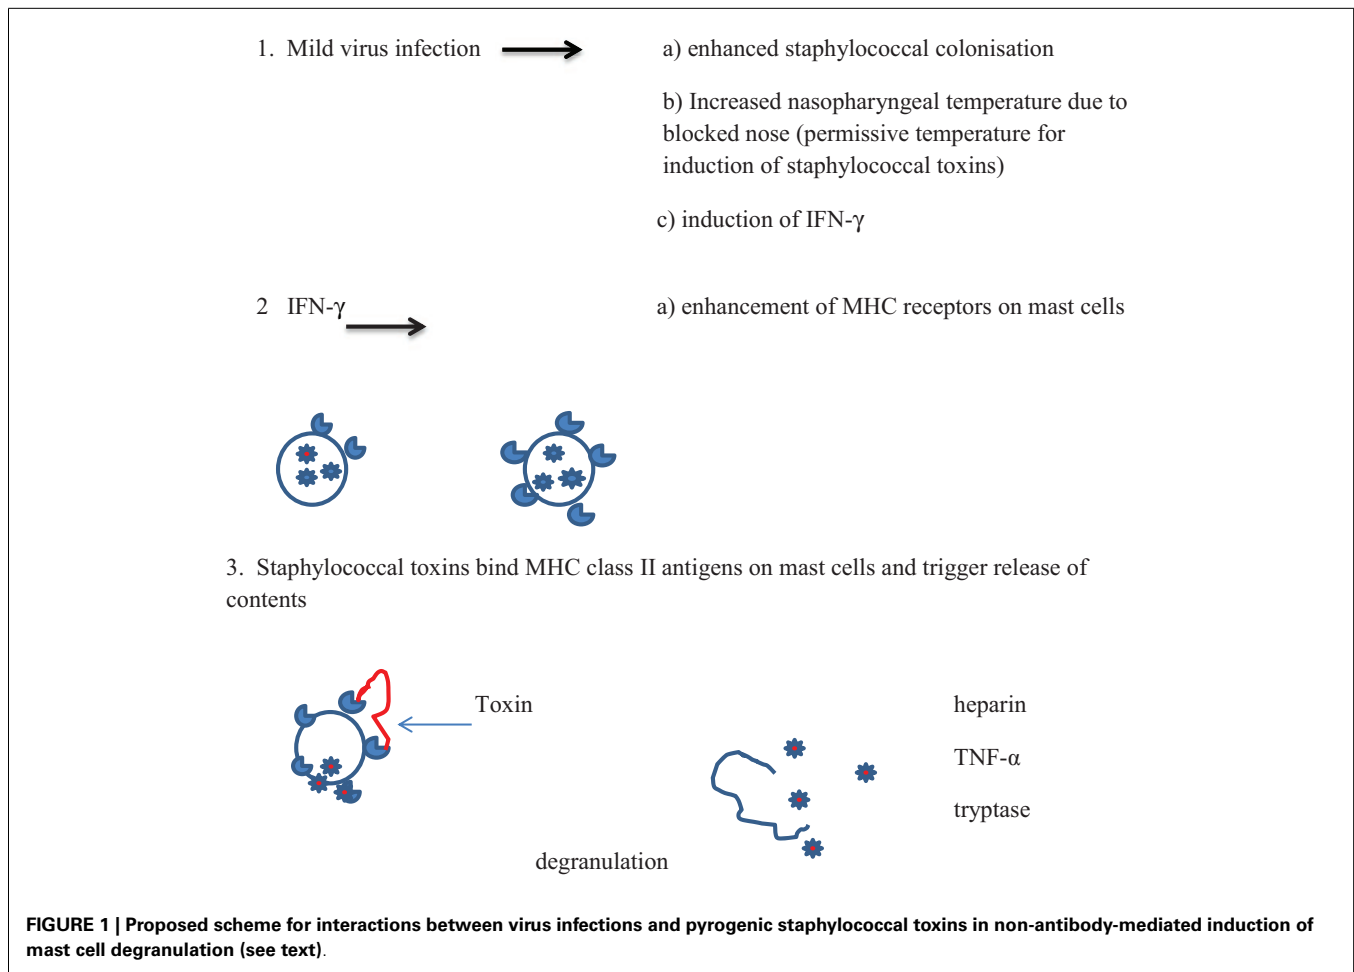 1. Mild virus infection
a) enhanced staphylococcal colonisation
b) Increased nasopharyngeal temperature due to
blocked nose (permissive temperature for
induction of staphylococcal toxins)
c) induction of IFN-γ
2 IFN-γ
a) enhancement of MHC receptors on mast cells
3. Staphylococcal toxins bind MHC class II antigens on mast cells and trigger release of
contents
Toxin
heparin
TNF-α
tryptase
degranulation
FIGURE 1 | Proposed scheme for interactions between virus infections and pyrogenic staphylococcal toxins in non-antibody-mediated induction of
mast cell degranulation (see text).